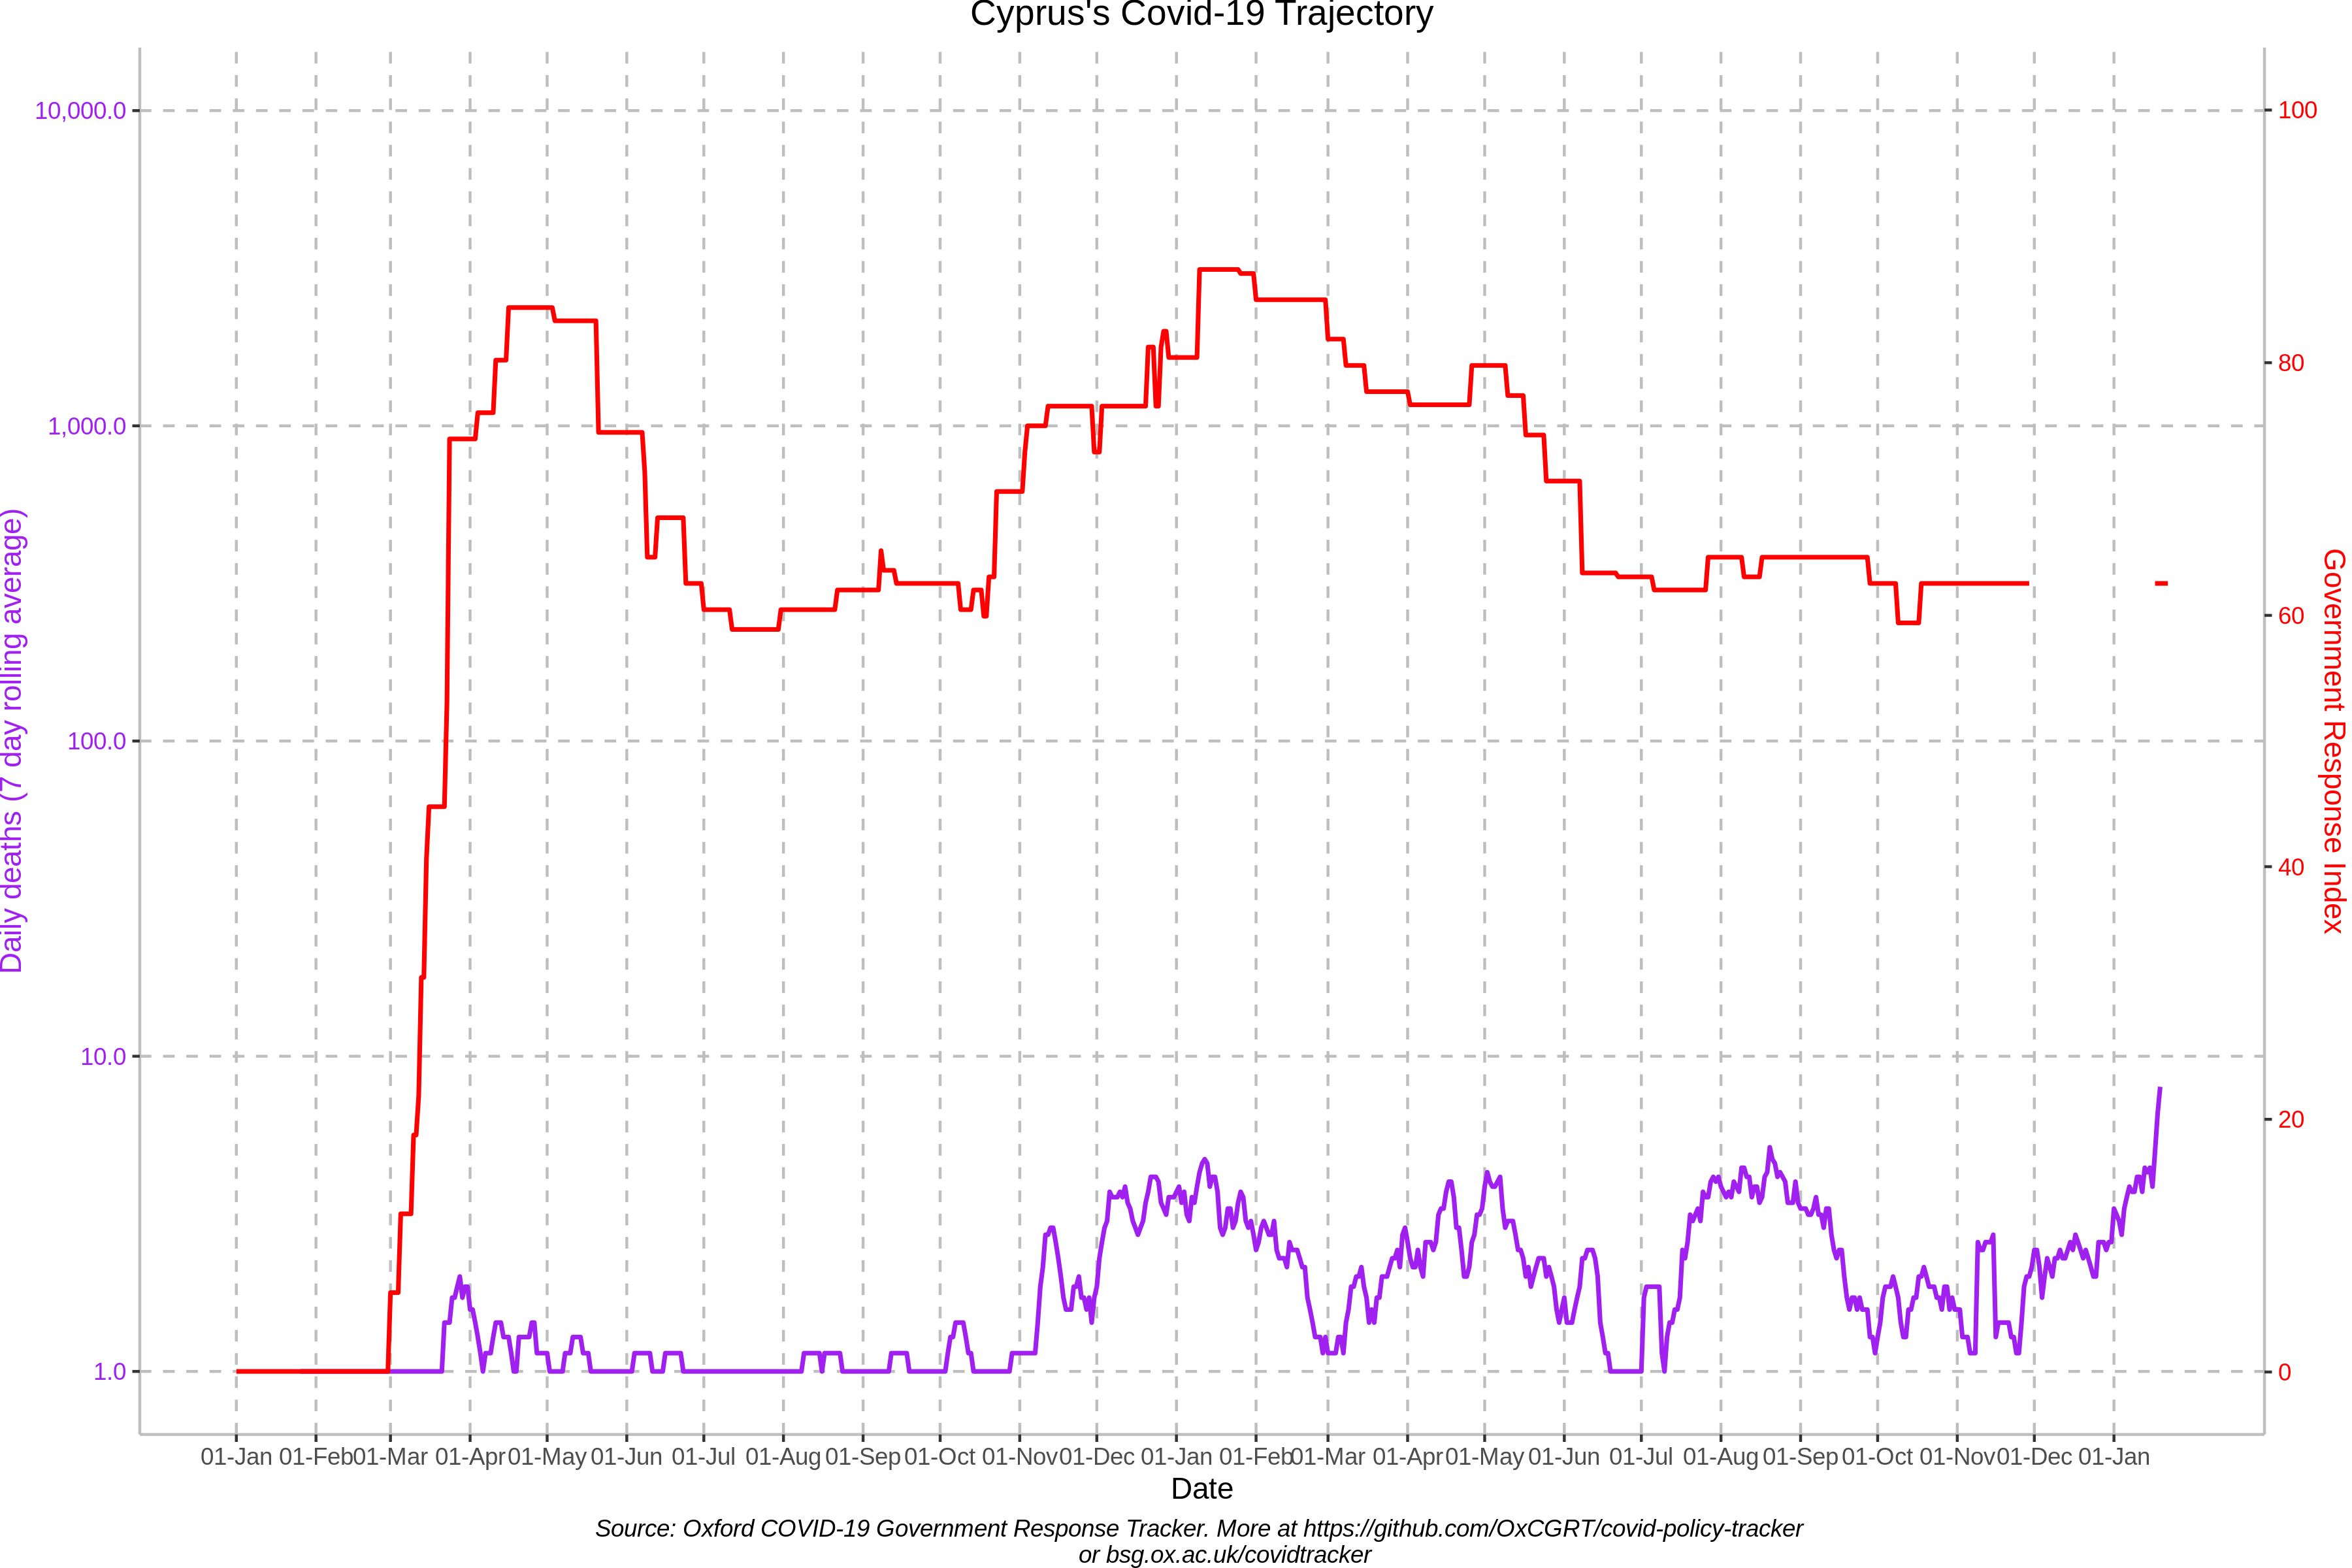 Cyprus's Covid-19 Trajectory
10,000.0
1,000.0
100.0
10.0
1.0
Daily deaths (7 day rolling average)
100
80
60
40
20
0
Government Response Index
01-Jan 01-Feb 01-Mar 01-Apr 01-May 01-Jun 01-Jul 01-Aug 01-Sep 01-Oct 01-Nov 01-Dec 01-Jan 01-Feb 01-Mar 01-Apr 01-May 01-Jun 01-Jul 01-Aug 01-Sep 01-Oct 01-Nov 01-Dec 01-Jan
Date
Source: Oxford COVID-19 Government Response Tracker. More at https://github.com/OxCGRT/covid-policy-tracker
or bsg.ox.ac.uk/covidtracker